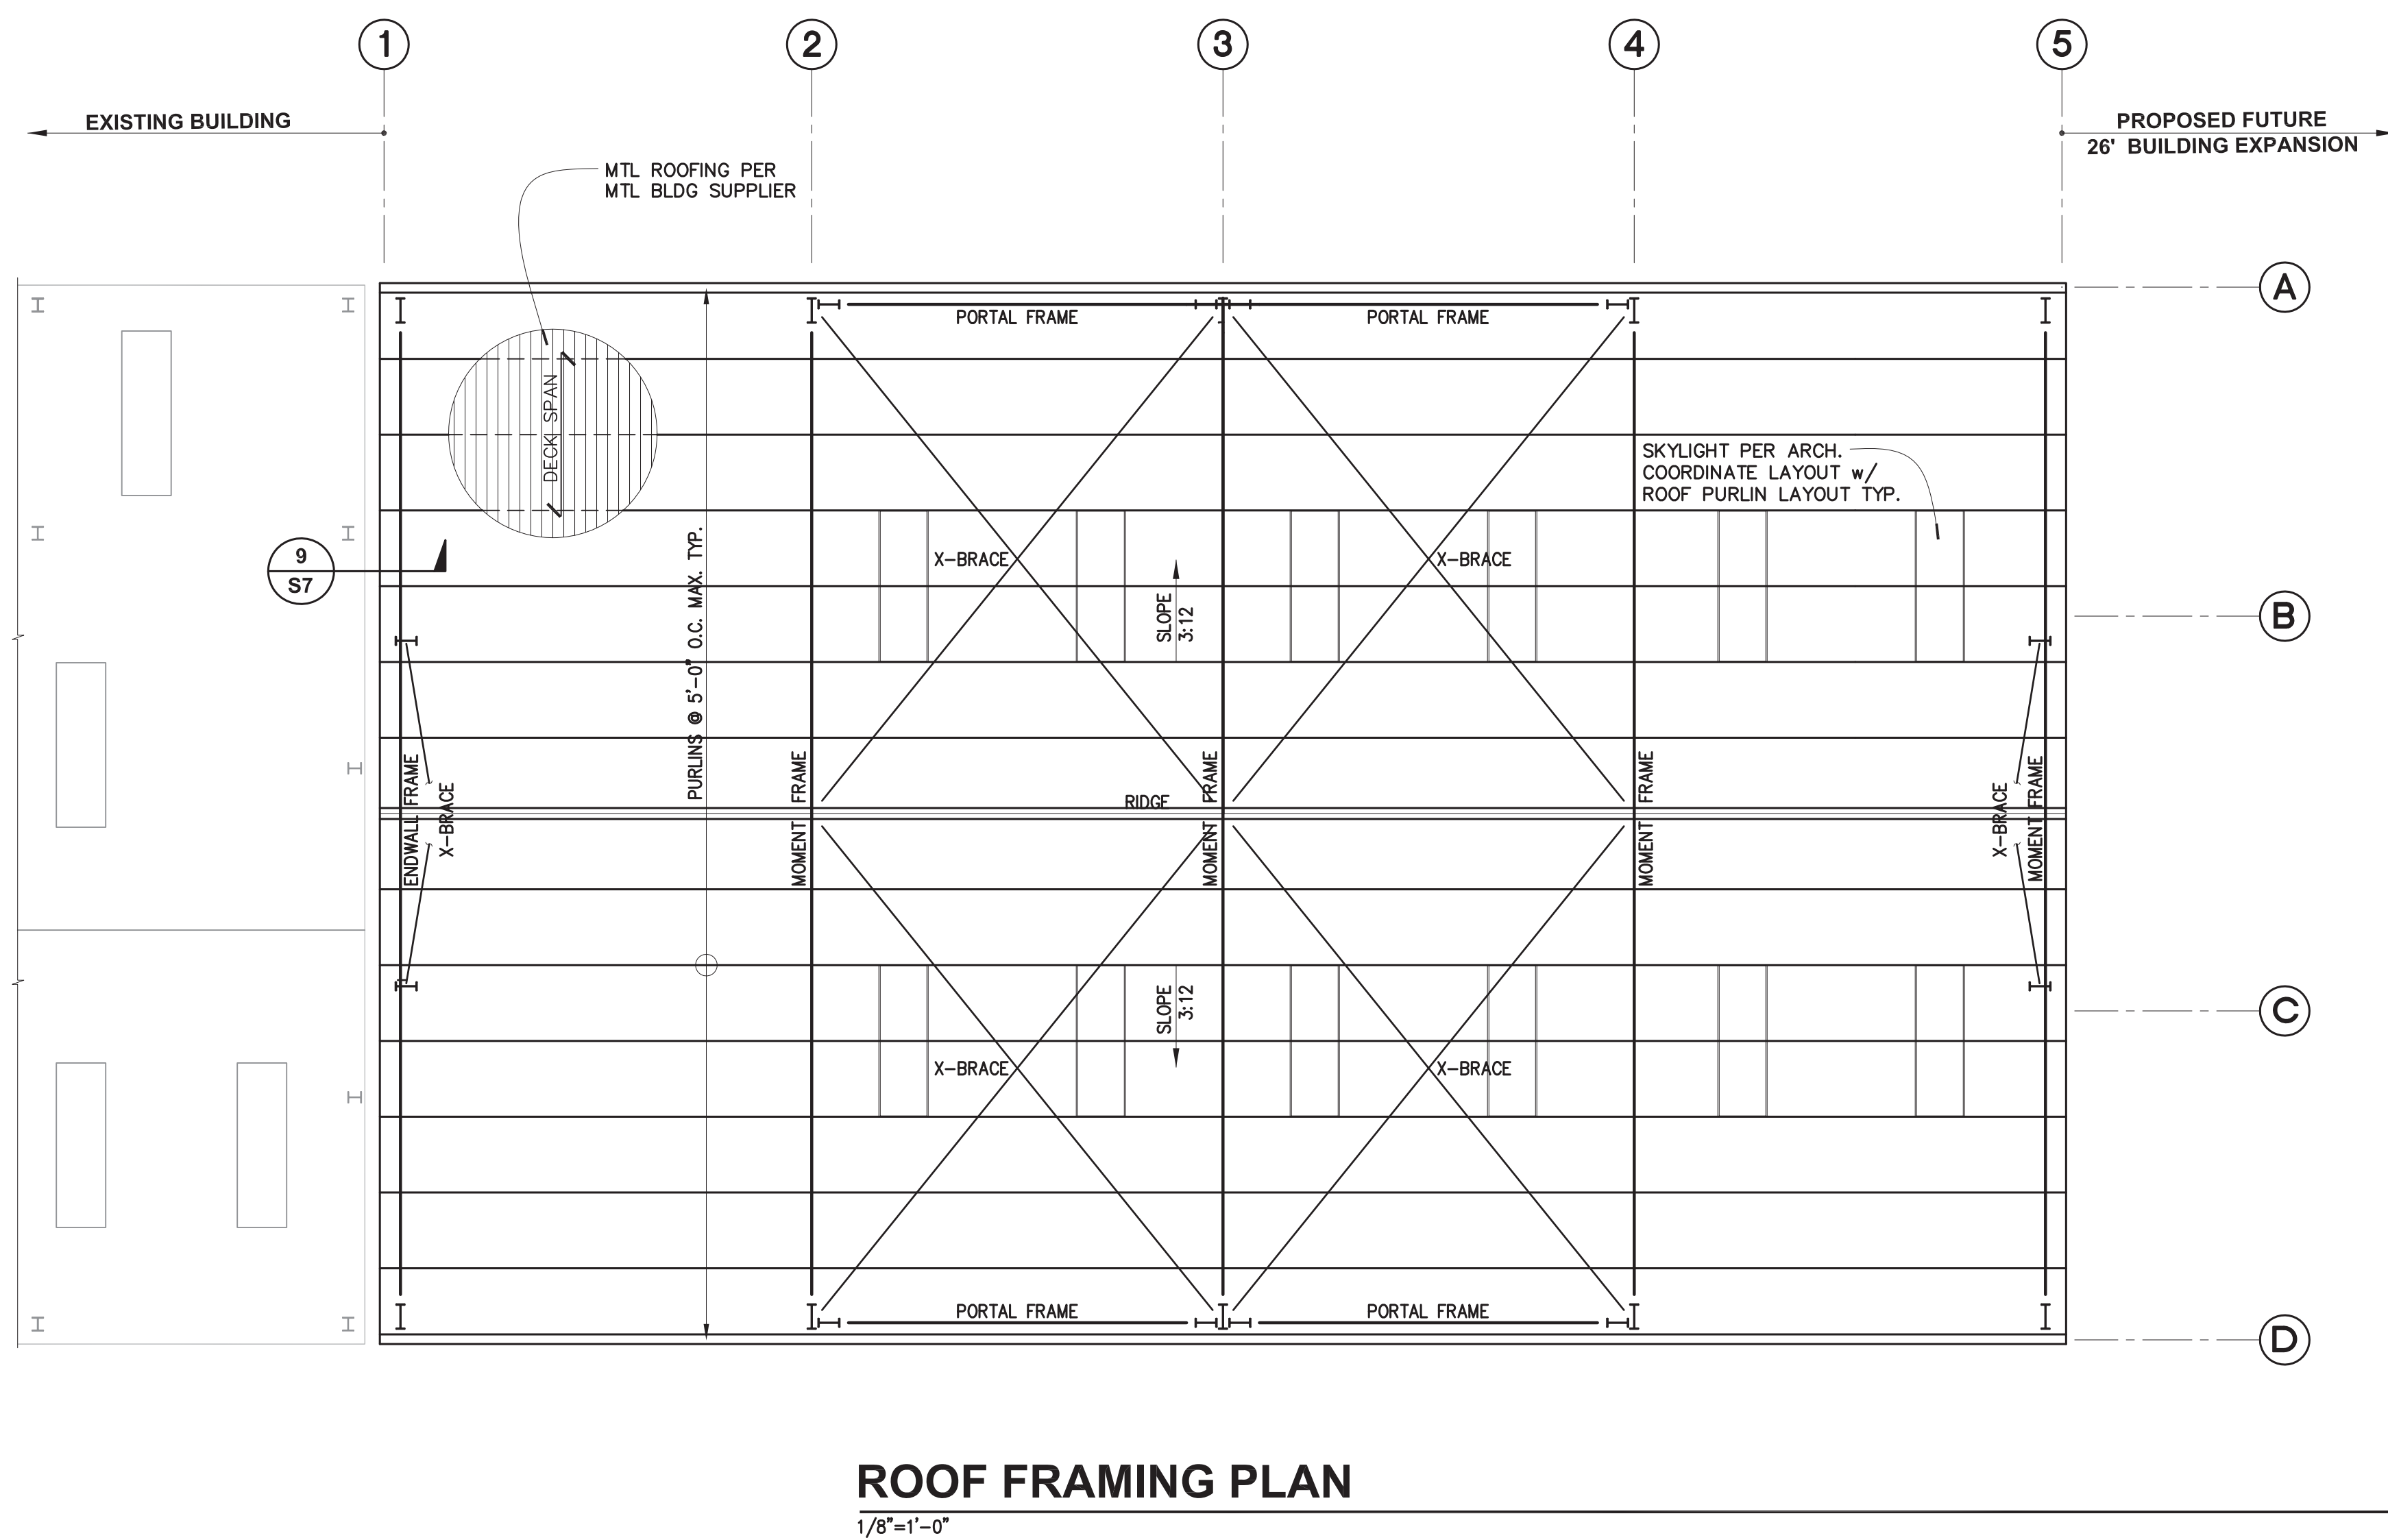 1
2
3
4
5
EXISTING BUILDING
PROPOSED FUTURE
26' BUILDING EXPANSION
MTL ROOFING PER
MTL BLDG SUPPLIER
A
PORTAL FRAME
PORTAL FRAME
DECK SPAN
SKYLIGHT PER ARCH.
COORDINATE LAYOUT w/
ROOF PURLIN LAYOUT TYP.
9
S7
PURLINS @ 5'-0" O.C. MAX. TYP.
X-BRACE
SLOPE
3:12
X-BRACE
B
ENDWALL FRAME
X-BRACE
MOMENT FRAME
RIDGE
MOMENT FRAME
MOMENT FRAME
X-BRACE
MOMENT FRAME
SLOPE
3:12
C
X-BRACE
X-BRACE
PORTAL FRAME
PORTAL FRAME
D
ROOF FRAMING PLAN
1/8"=1'-0"